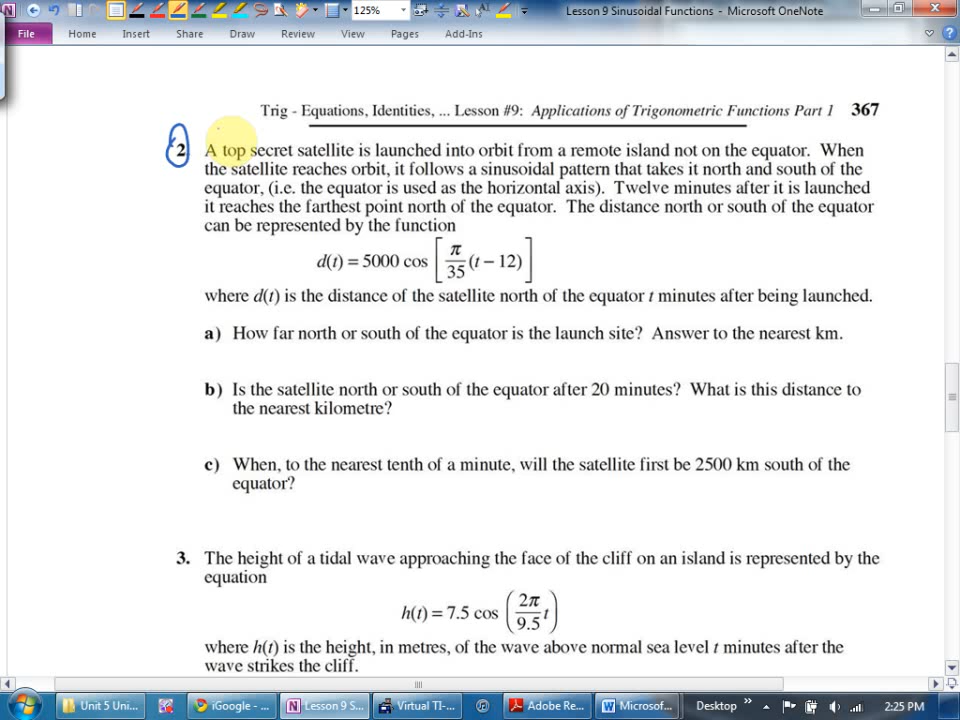 125%
Lesson 9 Sinusoidal Functions - Microsoft OneNote
File Home Insert Share Draw Review View Pages Add-Ins
Trig - Equations, Identities, ... Lesson #9: Applications of Trigonometric Functions Part 1 367
2 A top secret satellite is launched into orbit from a remote island not on the equator. When
the satellite reaches orbit, it follows a sinusoidal pattern that takes it north and south of the
equator, (i.e. the equator is used as the horizontal axis). Twelve minutes after it is launched
it reaches the farthest point north of the equator. The distance north or south of the equator
can be represented by the function
d(t) = 5000 cos [π/35 (t – 12)]
where d(t) is the distance of the satellite north of the equator t minutes after being launched.
a) How far north or south of the equator is the launch site? Answer to the nearest km.
b) Is the satellite north or south of the equator after 20 minutes? What is this distance to
the nearest kilometre?
c) When, to the nearest tenth of a minute, will the satellite first be 2500 km south of the
equator?
3. The height of a tidal wave approaching the face of the cliff on an island is represented by the
equation
h(t) = 7.5 cos (2π/9.5 t)
where h(t) is the height, in metres, of the wave above normal sea level t minutes after the
wave strikes the cliff.
Unit 5 Uni... iGoogle - ... Lesson 9 S... Virtual TI-... Adobe Re... Microsof... Desktop » 2:25 PM